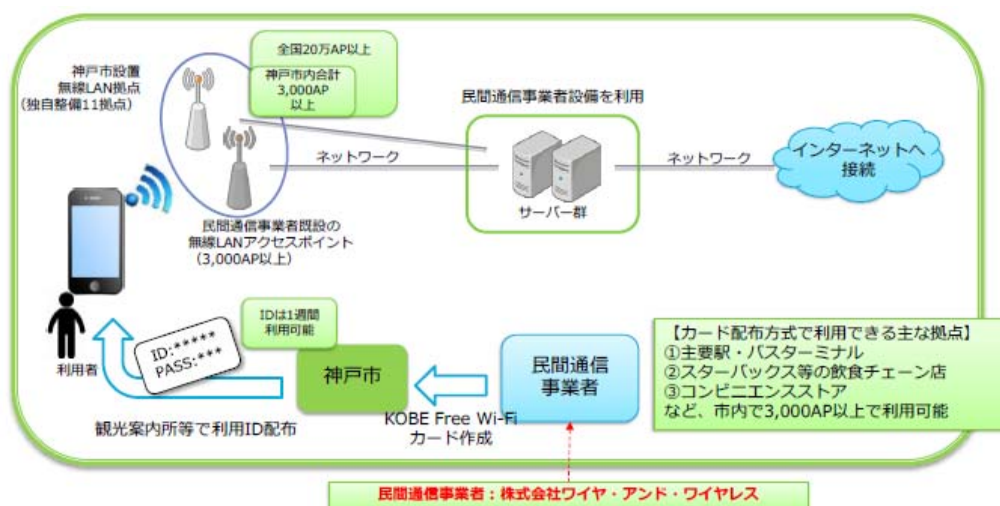 全国20万AP以上
神戸市内合計
3,000AP
以上
神戸市設置
無線LAN拠点
（独自整備11拠点）
民間通信事業者設備を利用
ネットワーク
ネットワーク
インターネットへ
接続
サーバー群
民間通信事業者既設の
無線LANアクセスポイント
（3,000AP以上）
IDは1週間
利用可能
ID:*****
PASS:***
利用者
神戸市
民間通信
事業者
KOBE Free Wi-Fi
カード作成
観光案内所等で利用ID配布
【カード配布方式で利用できる主な拠点】
①主要駅・バスターミナル
②スターバックス等の飲食チェーン店
③コンビニエンスストア
など、市内で3,000AP以上で利用可能
民間通信事業者：株式会社ワイヤ・アンド・ワイヤレス